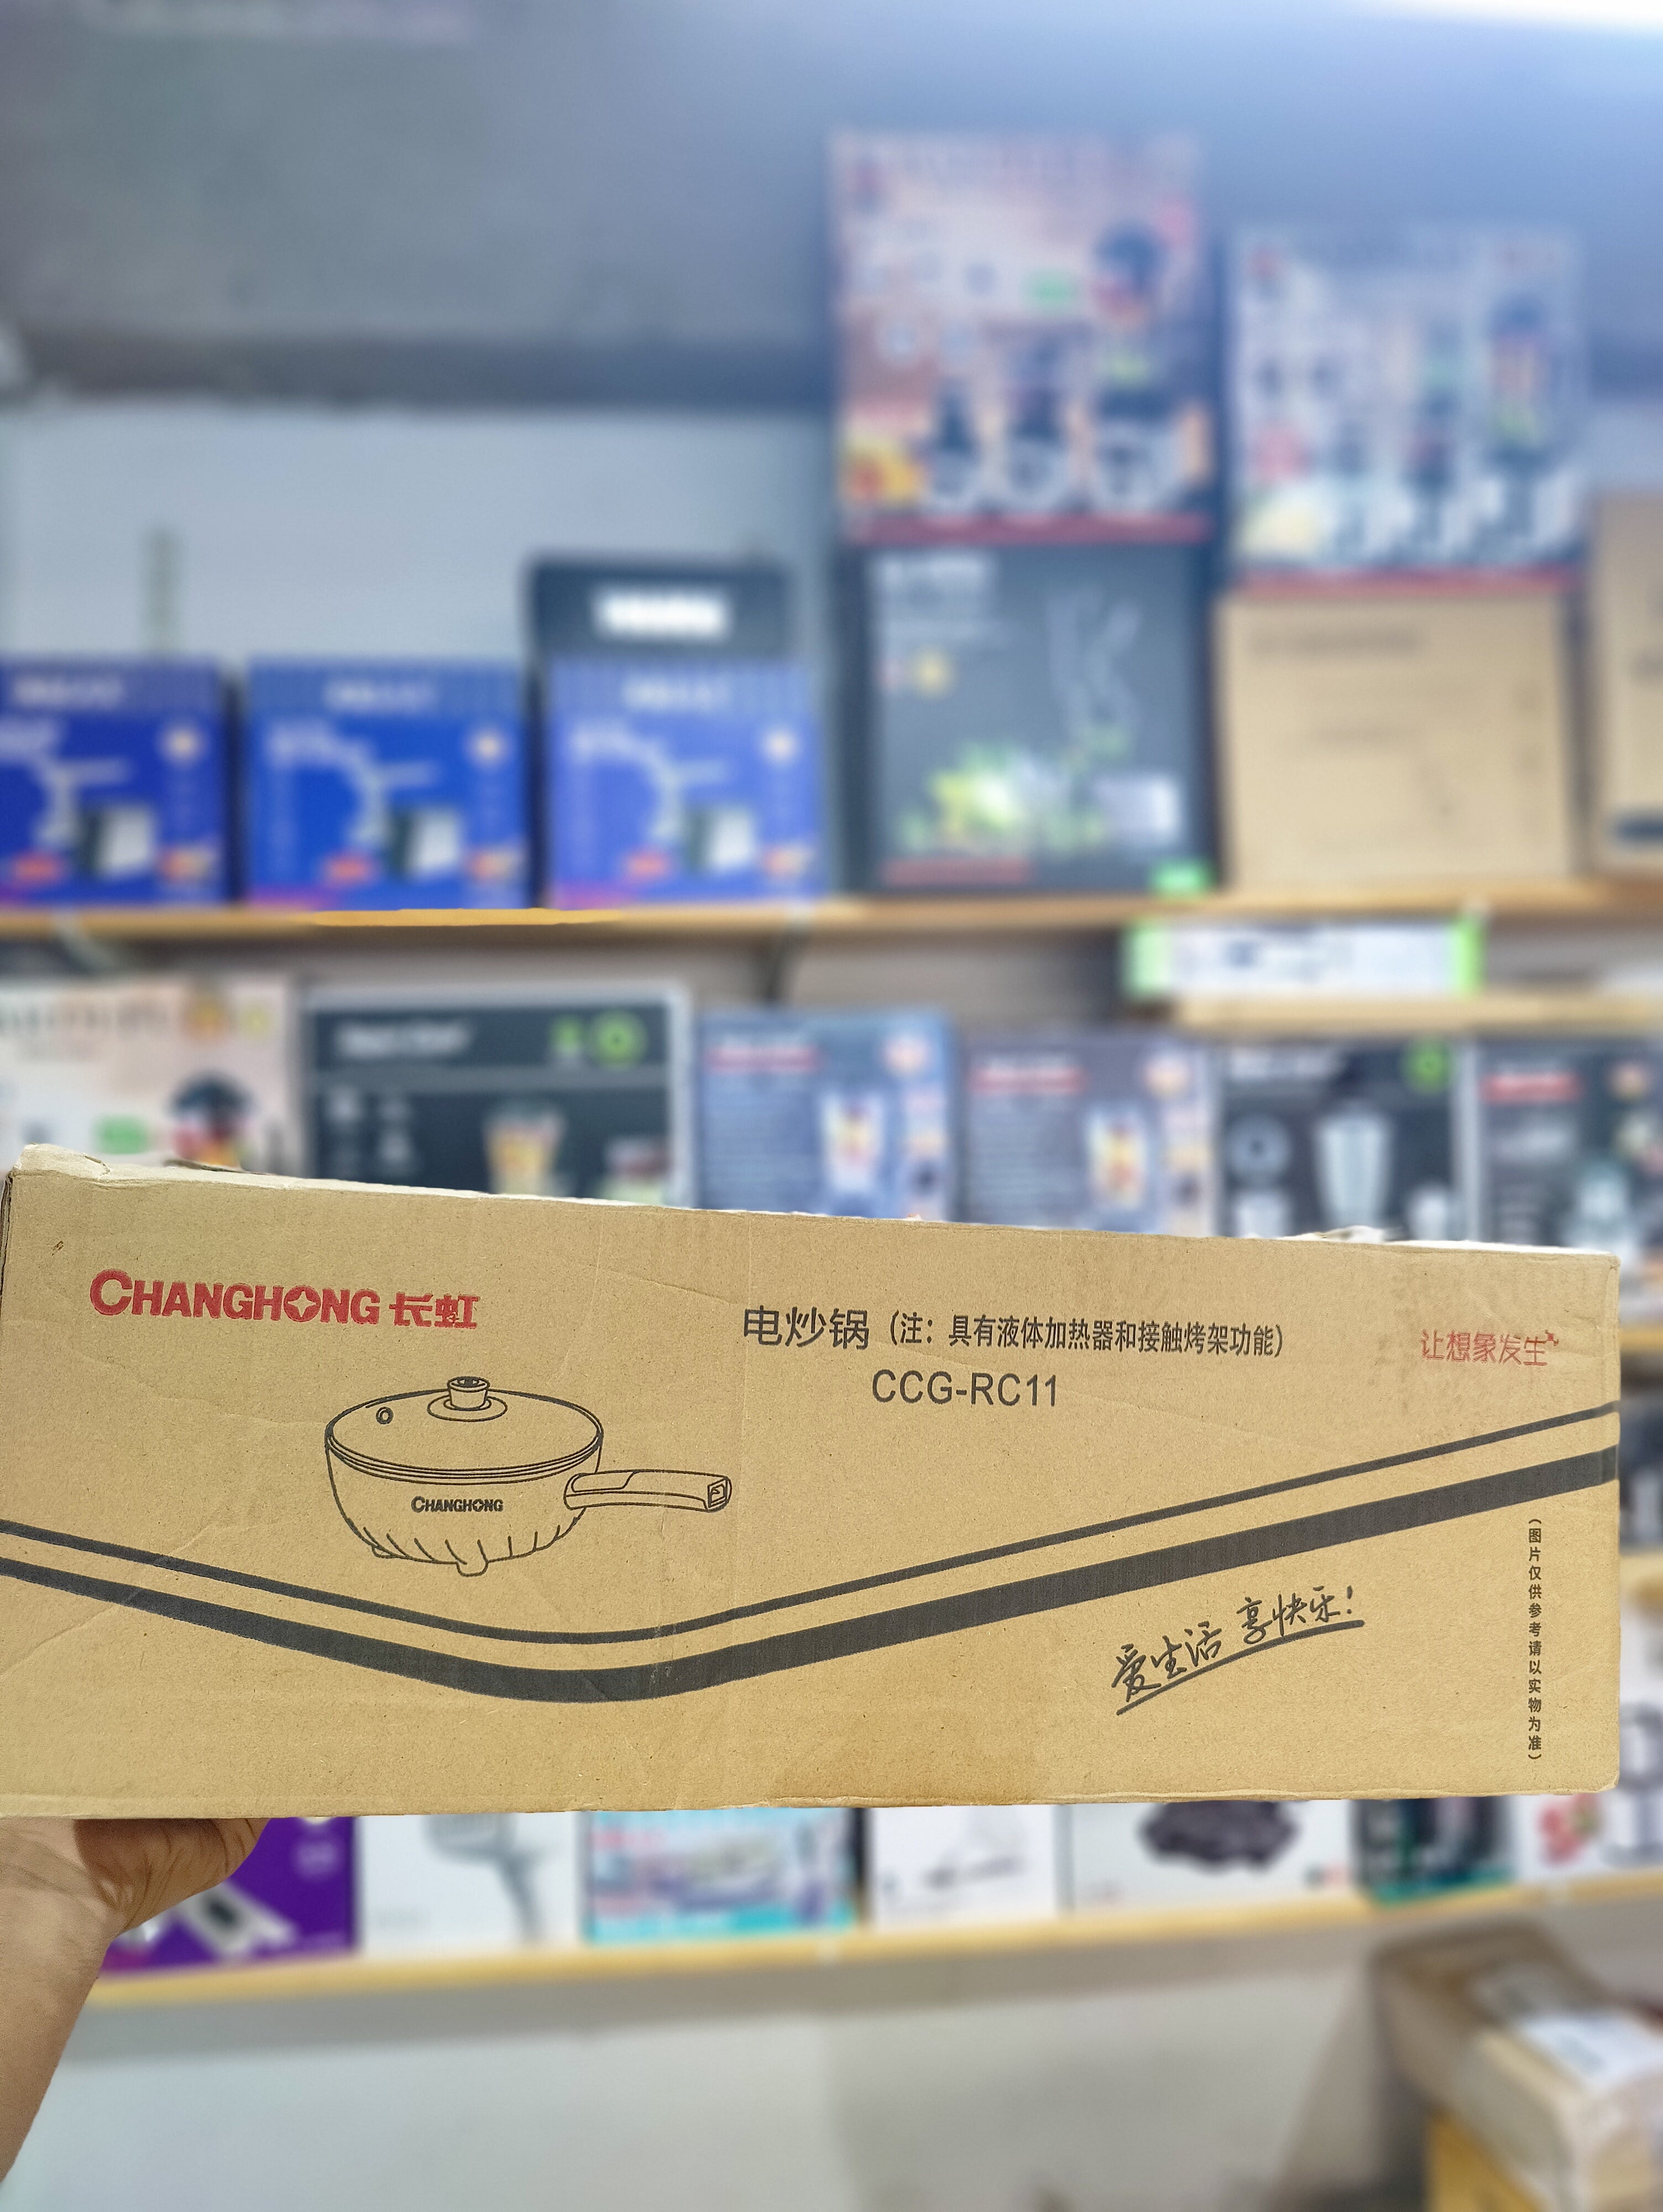 CHANGHONG 长虹
电炒锅（注：具有液体加热器和接触烤架功能）
CCG-RC11
让想象发生
CHANGHONG
爱生活 享快乐！
（图片仅供参考请以实物为准）